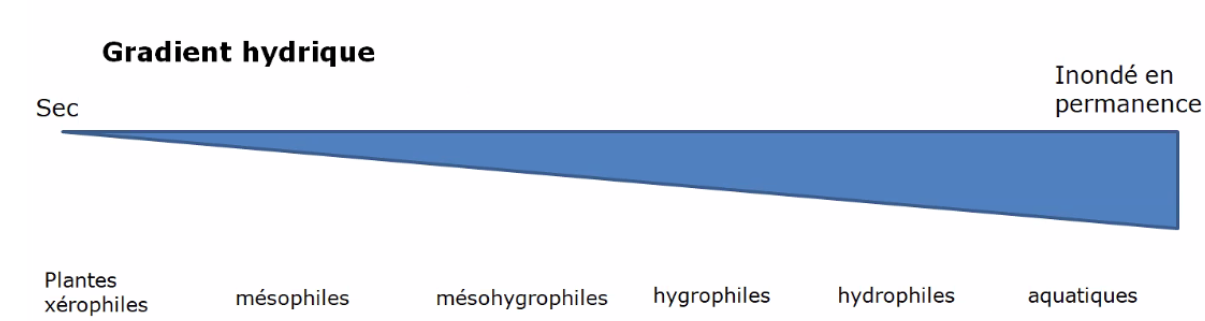 Gradient hydrique
Inondé en
permanence
Sec
Plantes
xérophiles
mésophiles
mésohygrophiles
hygrophiles
hydrophiles
aquatiques